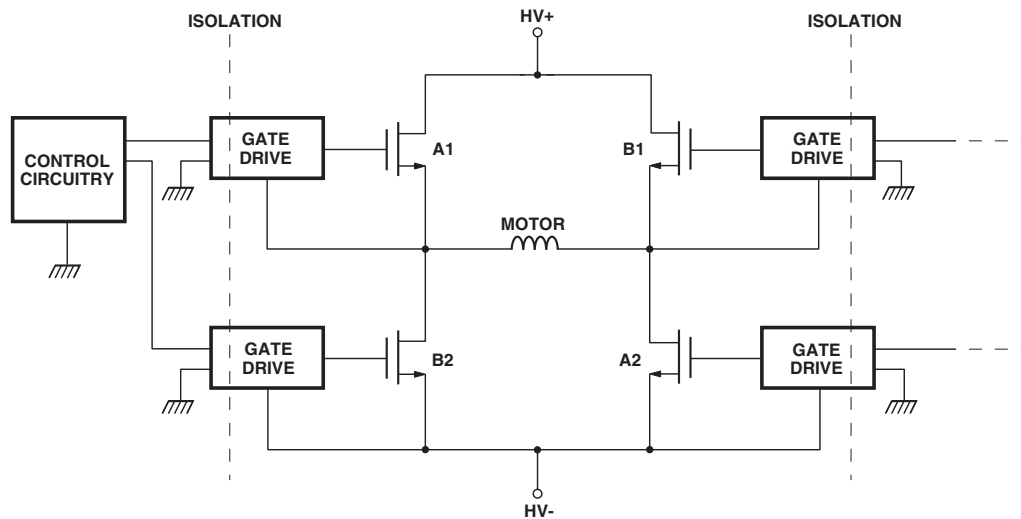 HV+
ISOLATION
ISOLATION
CONTROL
CIRCUITRY
GATE
DRIVE
A1
B1
GATE
DRIVE
MOTOR
GATE
DRIVE
B2
A2
GATE
DRIVE
HV-